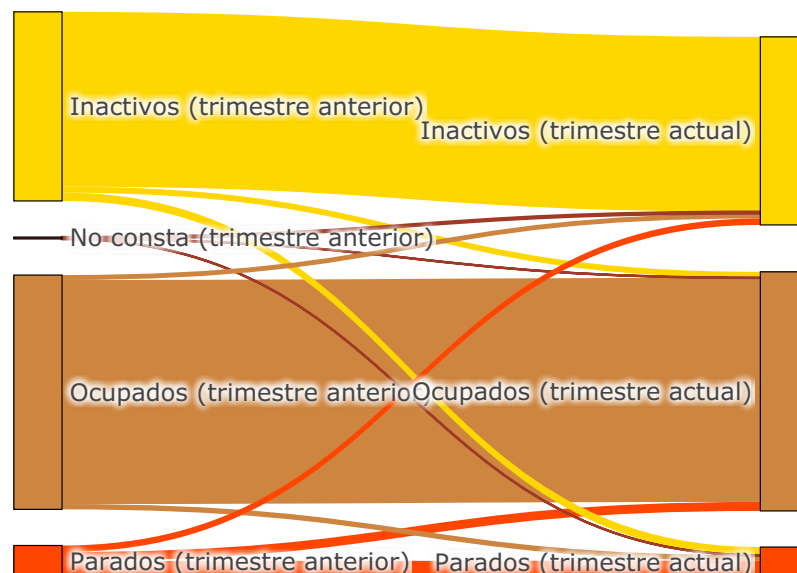 Inactivos (trimestre anterior)
Inactivos (trimestre actual)
No consta (trimestre anterior)
Ocupados (trimestre anterio
Ocupados (trimestre actual)
Parados (trimestre anterior)
Parados (trimestre actual)